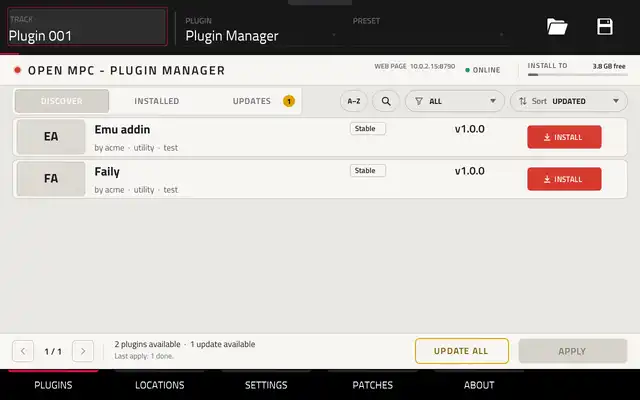 TRACK
Plugin 001
PLUGIN
Plugin Manager
PRESET
OPEN MPC - PLUGIN MANAGER
WEB PAGE 10.0.2.15:8790
ONLINE
INSTALL TO 3.8 GB free
DISCOVER
INSTALLED
UPDATES 1
A-Z
ALL
Sort UPDATED
EA
Emu addin
by acme · utility · test
Stable
v1.0.0
INSTALL
FA
Faily
by acme · utility · test
Stable
v1.0.0
INSTALL
1 / 1
2 plugins available · 1 update available
Last apply: 1 done.
UPDATE ALL
APPLY
PLUGINS
LOCATIONS
SETTINGS
PATCHES
ABOUT